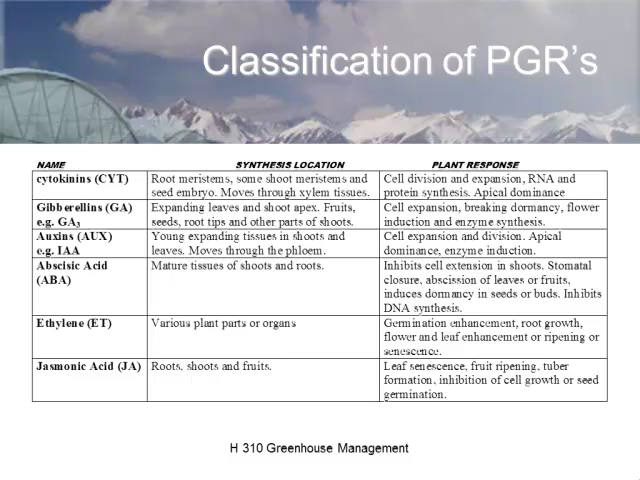 Classification of PGR's
NAME SYNTHESIS LOCATION PLANT RESPONSE
cytokinins (CYT) Root meristems, some shoot meristems and Cell division and expansion, RNA and
seed embryo. Moves through xylem tissues. protein synthesis. Apical dominance
Gibberellins (GA) Expanding leaves and shoot apex. Fruits, Cell expansion, breaking dormancy, flower
e.g. GA3 seeds, root tips and other parts of shoots. induction and enzyme synthesis.
Auxins (AUX) Young expanding tissues in shoots and Cell expansion and division. Apical
e.g. IAA leaves. Moves through the phloem. dominance, enzyme induction.
Abscisic Acid Mature tissues of shoots and roots. Inhibits cell extension in shoots. Stomatal
(ABA) closure, abscission of leaves or fruits,
induces dormancy in seeds or buds. Inhibits
DNA synthesis.
Ethylene (ET) Various plant parts or organs Germination enhancement, root growth,
flower and leaf enhancement or ripening or
senescence.
Jasmonic Acid (JA) Roots, shoots and fruits. Leaf senescence, fruit ripening, tuber
formation, inhibition of cell growth or seed
germination.
H 310 Greenhouse Management